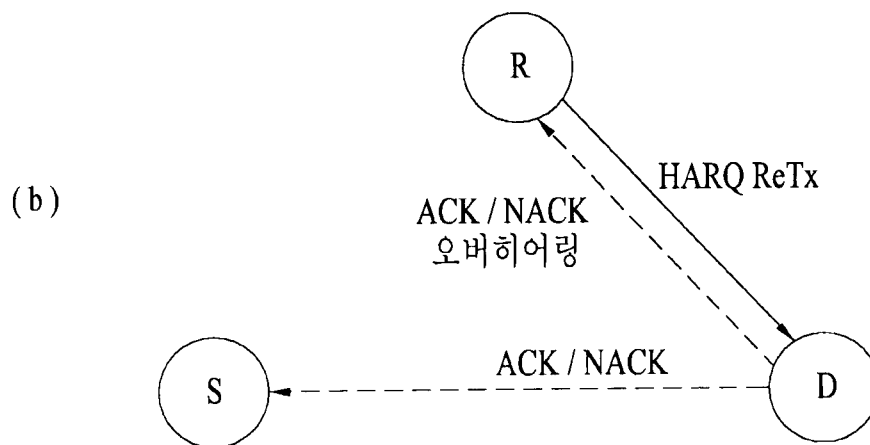 R
HARQ ReTx
(b)
ACK / NACK
오버히어링
ACK / NACK
S
D